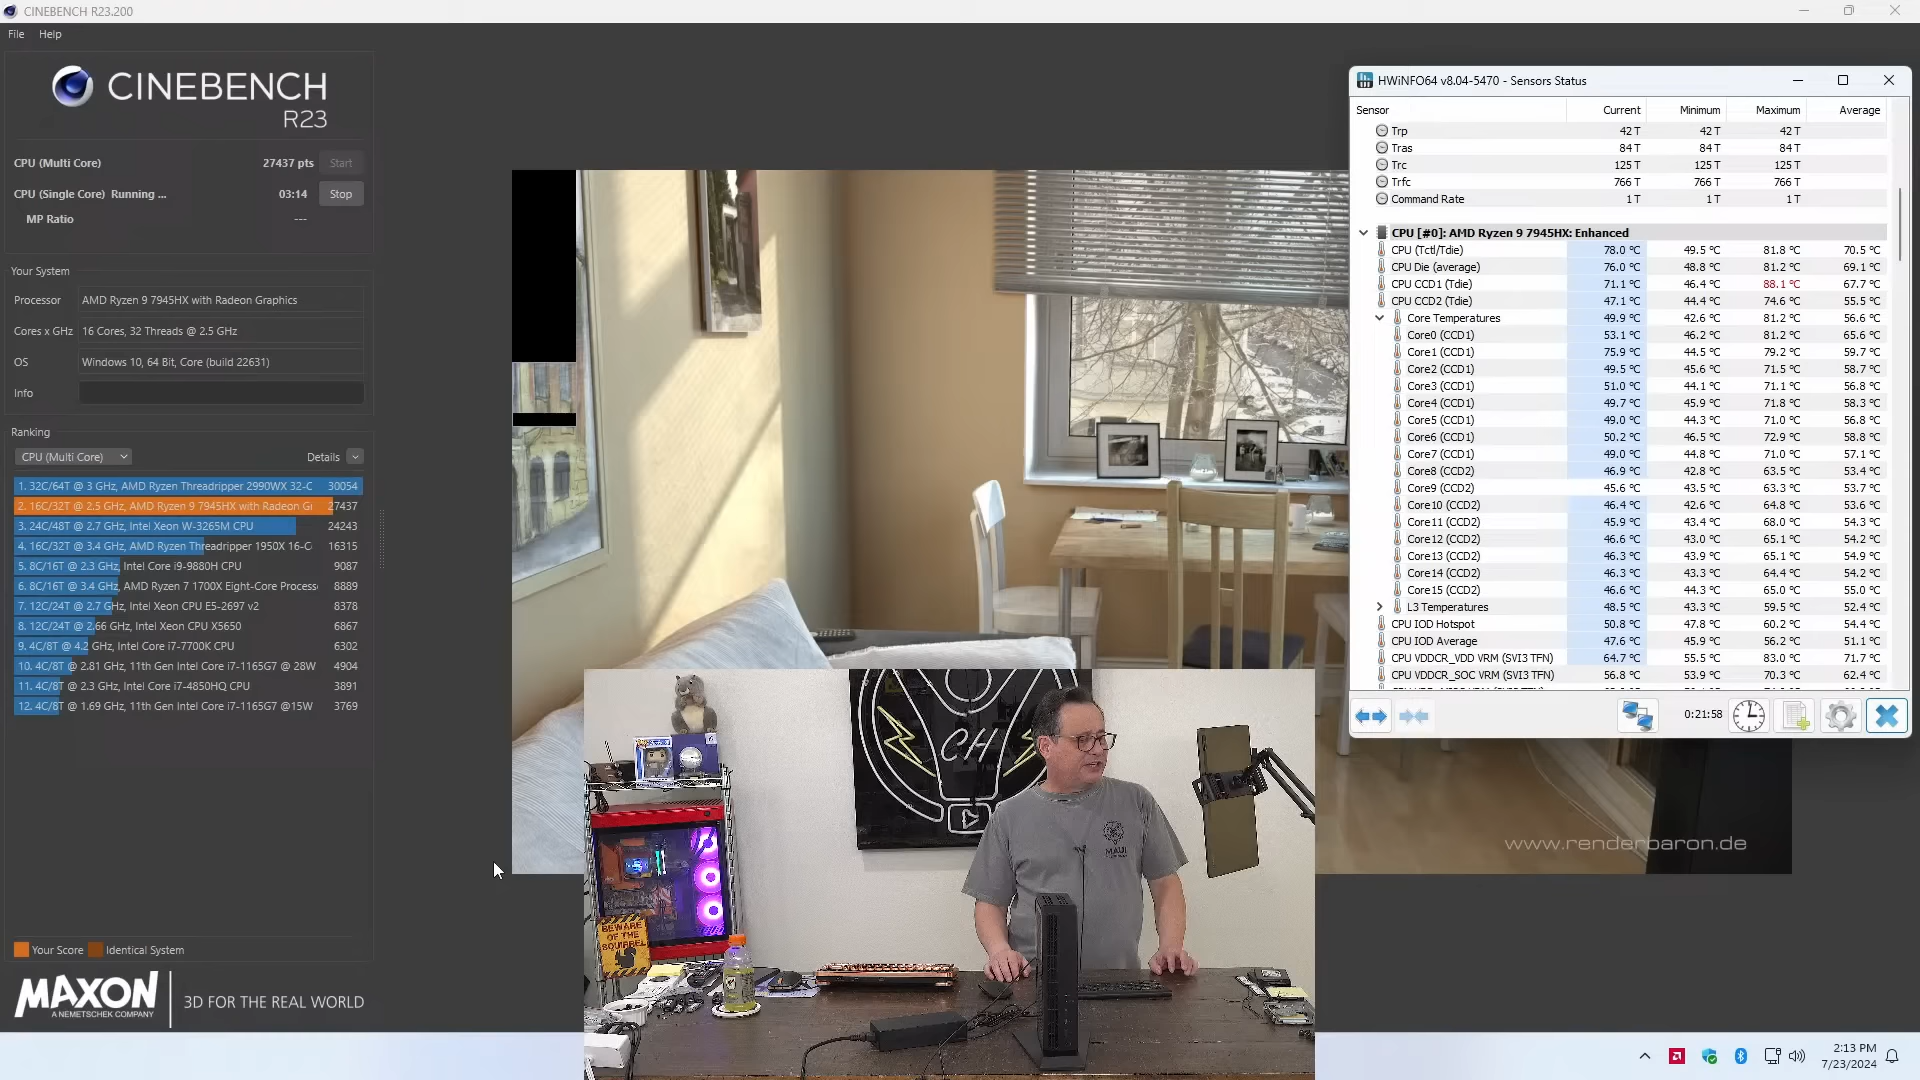 CINEBENCH R23.200
File Help
CINEBENCH
R23
CPU (Multi Core) 27437 pts Start
CPU (Single Core) Running ... 03:14 Stop
MP Ratio ---
Your System
Processor AMD Ryzen 9 7945HX with Radeon Graphics
Cores x GHz 16 Cores, 32 Threads @ 2.5 GHz
OS Windows 10, 64 Bit, Core (build 22631)
Info
Ranking
CPU (Multi Core) Details
1. 32C/64T @ 3 GHz, AMD Ryzen Threadripper 2990WX 32-C 30054
2. 16C/32T @ 2.5 GHz, AMD Ryzen 9 7945HX with Radeon G 27437
3. 24C/48T @ 2.7 GHz, Intel Xeon W-3265M CPU 24243
4. 16C/32T @ 3.4 GHz, AMD Ryzen Threadripper 1950X 16-C 16315
5. 8C/16T @ 2.3 GHz, Intel Core i9-9880H CPU 9087
6. 8C/16T @ 3.4 GHz, AMD Ryzen 7 1700X Eight-Core Process 8889
7. 12C/24T @ 2.7 GHz, Intel Xeon CPU E5-2697 v2 8378
8. 12C/24T @ 2.66 GHz, Intel Xeon CPU X5650 6867
9. 4C/8T @ 4.2 GHz, Intel Core i7-7700K CPU 6302
10. 4C/8T @ 2.81 GHz, 11th Gen Intel Core i7-1165G7 @ 28W 4904
11. 4C/8T @ 2.3 GHz, Intel Core i7-4850HQ CPU 3891
12. 4C/8T @ 1.69 GHz, 11th Gen Intel Core i7-1165G7 @15W 3769
Your Score Identical System
MAXON
A NEMETSCHEK COMPANY
3D FOR THE REAL WORLD
HWiNFO64 v8.04-5470 - Sensors Status
Sensor Current Minimum Maximum Average
Trp 42 T 42 T 42 T
Tras 84 T 84 T 84 T
Trc 125 T 125 T 125 T
Trfc 766 T 766 T 766 T
Command Rate 1 T 1 T 1 T
CPU [#0]: AMD Ryzen 9 7945HX: Enhanced
CPU (Tctl/Tdie) 78.0 °C 49.5 °C 81.8 °C 70.5 °C
CPU Die (average) 76.0 °C 48.8 °C 81.2 °C 69.1 °C
CPU CCD1 (Tdie) 71.1 °C 46.4 °C 88.1 °C 67.7 °C
CPU CCD2 (Tdie) 47.1 °C 44.4 °C 74.6 °C 55.5 °C
Core Temperatures 49.9 °C 42.6 °C 81.2 °C 56.6 °C
Core0 (CCD1) 53.1 °C 46.2 °C 81.2 °C 65.6 °C
Core1 (CCD1) 75.9 °C 44.5 °C 79.2 °C 59.7 °C
Core2 (CCD1) 49.5 °C 45.6 °C 71.5 °C 58.7 °C
Core3 (CCD1) 51.0 °C 44.1 °C 71.1 °C 56.8 °C
Core4 (CCD1) 49.7 °C 45.9 °C 71.8 °C 58.3 °C
Core5 (CCD1) 49.0 °C 44.3 °C 71.0 °C 56.8 °C
Core6 (CCD1) 50.2 °C 46.5 °C 72.9 °C 58.8 °C
Core7 (CCD1) 49.0 °C 44.8 °C 71.0 °C 57.1 °C
Core8 (CCD2) 46.9 °C 42.8 °C 63.5 °C 53.4 °C
Core9 (CCD2) 45.6 °C 43.5 °C 63.3 °C 53.7 °C
Core10 (CCD2) 46.4 °C 42.6 °C 64.8 °C 53.6 °C
Core11 (CCD2) 45.9 °C 43.4 °C 68.0 °C 54.3 °C
Core12 (CCD2) 46.6 °C 43.0 °C 65.1 °C 54.2 °C
Core13 (CCD2) 46.3 °C 43.9 °C 65.1 °C 54.9 °C
Core14 (CCD2) 46.3 °C 43.3 °C 64.4 °C 54.2 °C
Core15 (CCD2) 46.6 °C 44.3 °C 65.0 °C 55.0 °C
L3 Temperatures 48.5 °C 43.3 °C 59.5 °C 52.4 °C
CPU IOD Hotspot 50.8 °C 47.8 °C 60.2 °C 54.4 °C
CPU IOD Average 47.6 °C 45.9 °C 56.2 °C 51.1 °C
CPU VDDCR_VDD VRM (SVI3 TFN) 64.7 °C 55.5 °C 83.0 °C 71.7 °C
CPU VDDCR_SOC VRM (SVI3 TFN) 56.8 °C 53.9 °C 70.3 °C 62.4 °C
0:21:58
www.renderbaron.de
CH
MAUI
BEWARE
OF THE
SQUIRREL
2:13 PM
7/23/2024